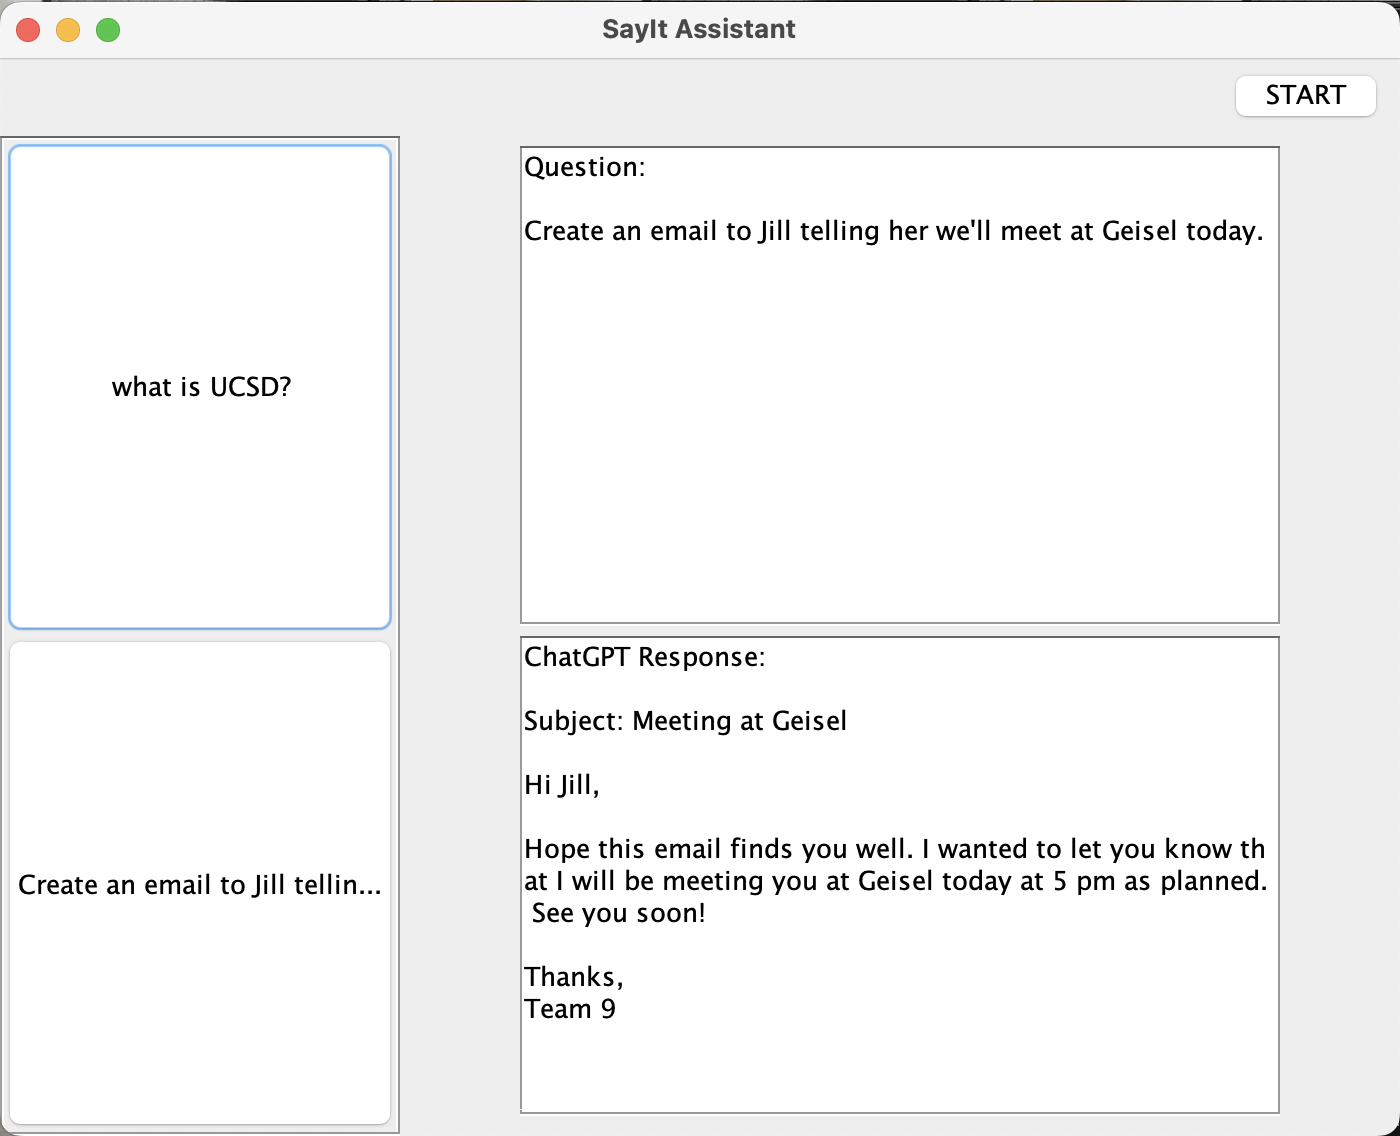 SayIt Assistant
START
what is UCSD?
Create an email to Jill tellin...
Question:
Create an email to Jill telling her we'll meet at Geisel today.
ChatGPT Response:
Subject: Meeting at Geisel
Hi Jill,
Hope this email finds you well. I wanted to let you know th
at I will be meeting you at Geisel today at 5 pm as planned.
See you soon!
Thanks,
Team 9